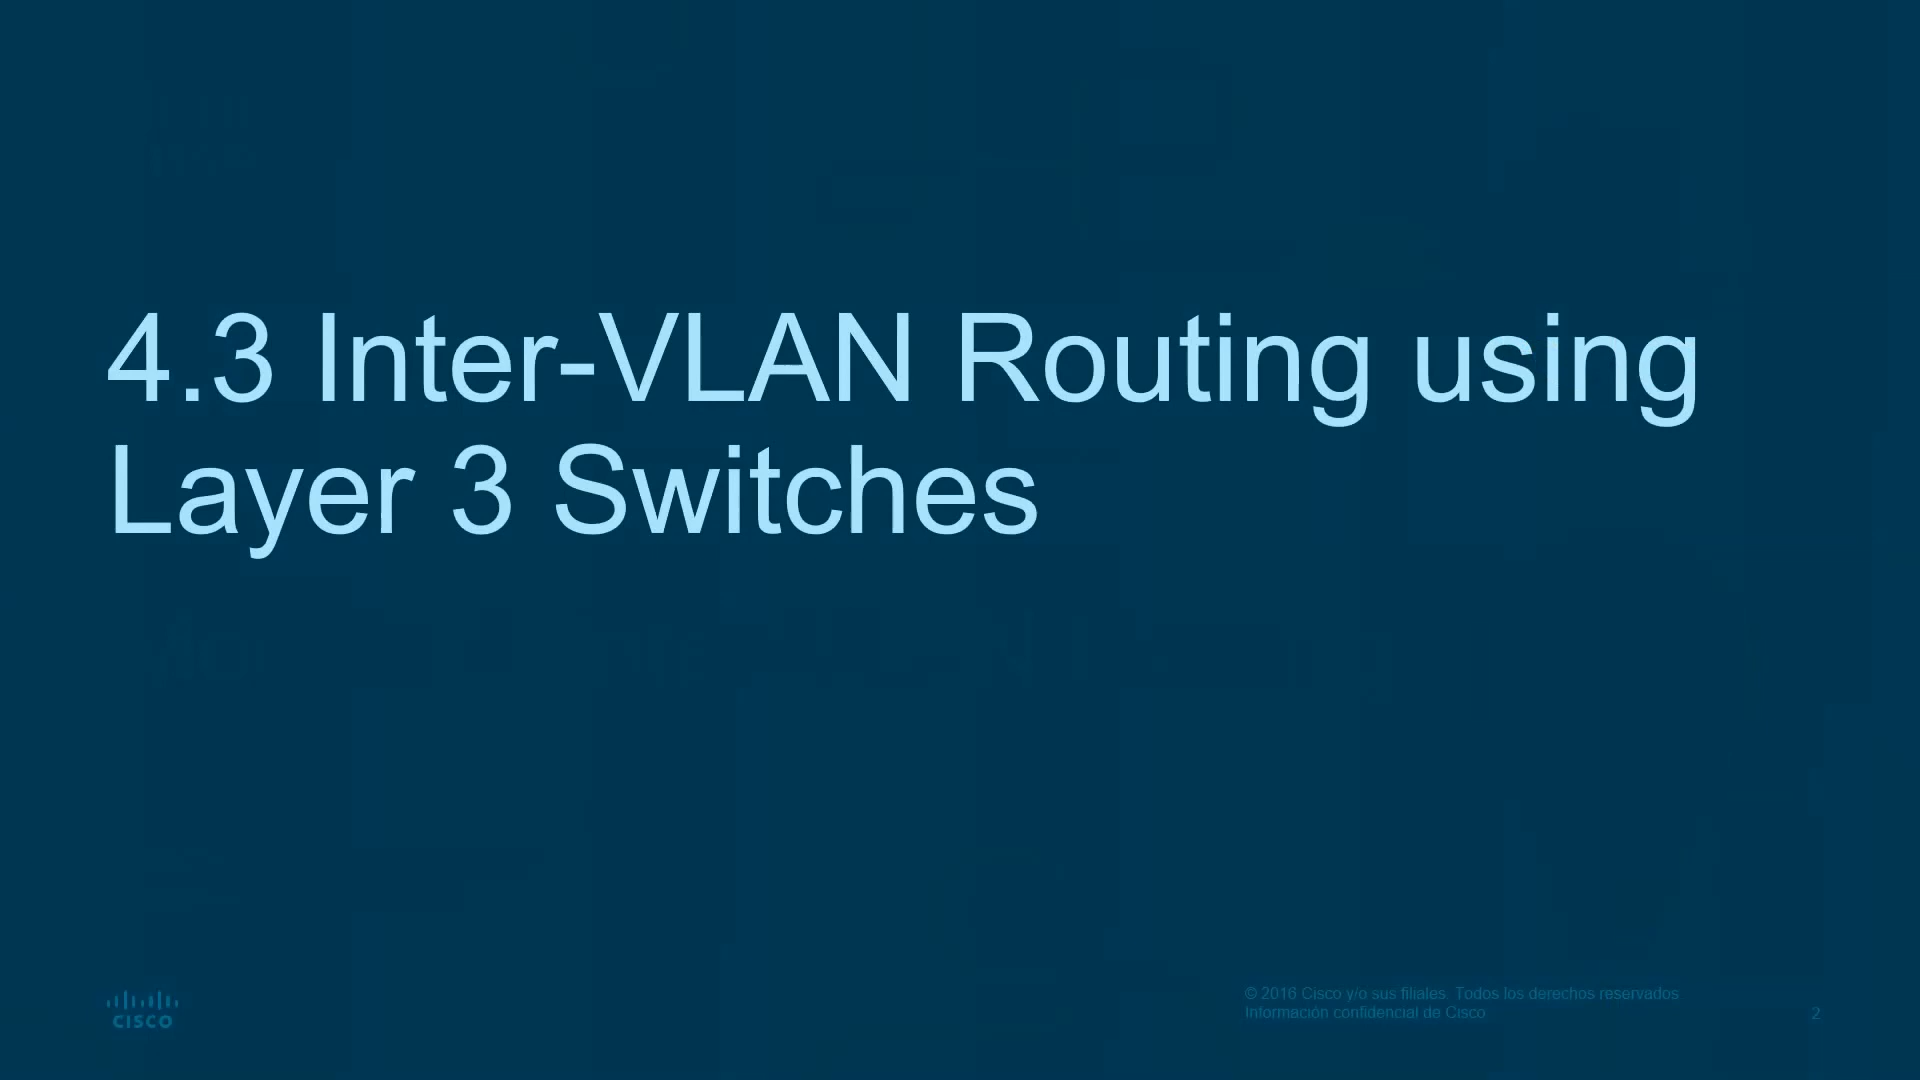 4.3 Inter-VLAN Routing using
Layer 3 Switches
CISCO
© 2016 Cisco y/o sus filiales. Todos los derechos reservados
Información confidencial de Cisco
2